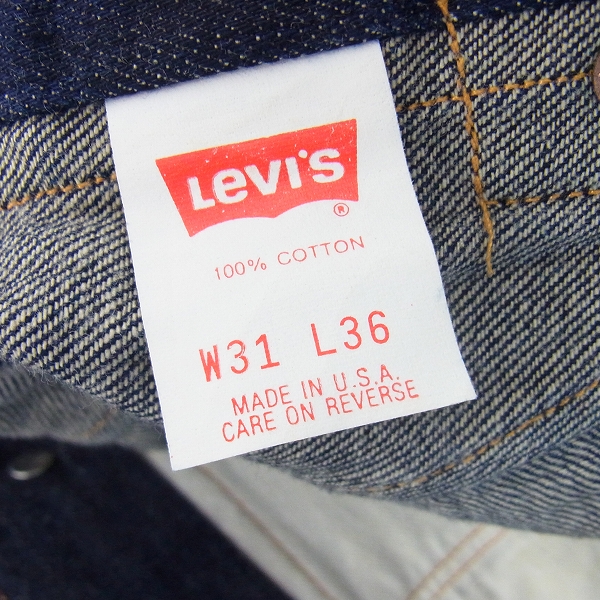 Levi's
®
100% COTTON
W31 L36
MADE IN U.S.A.
CARE ON REVERSE